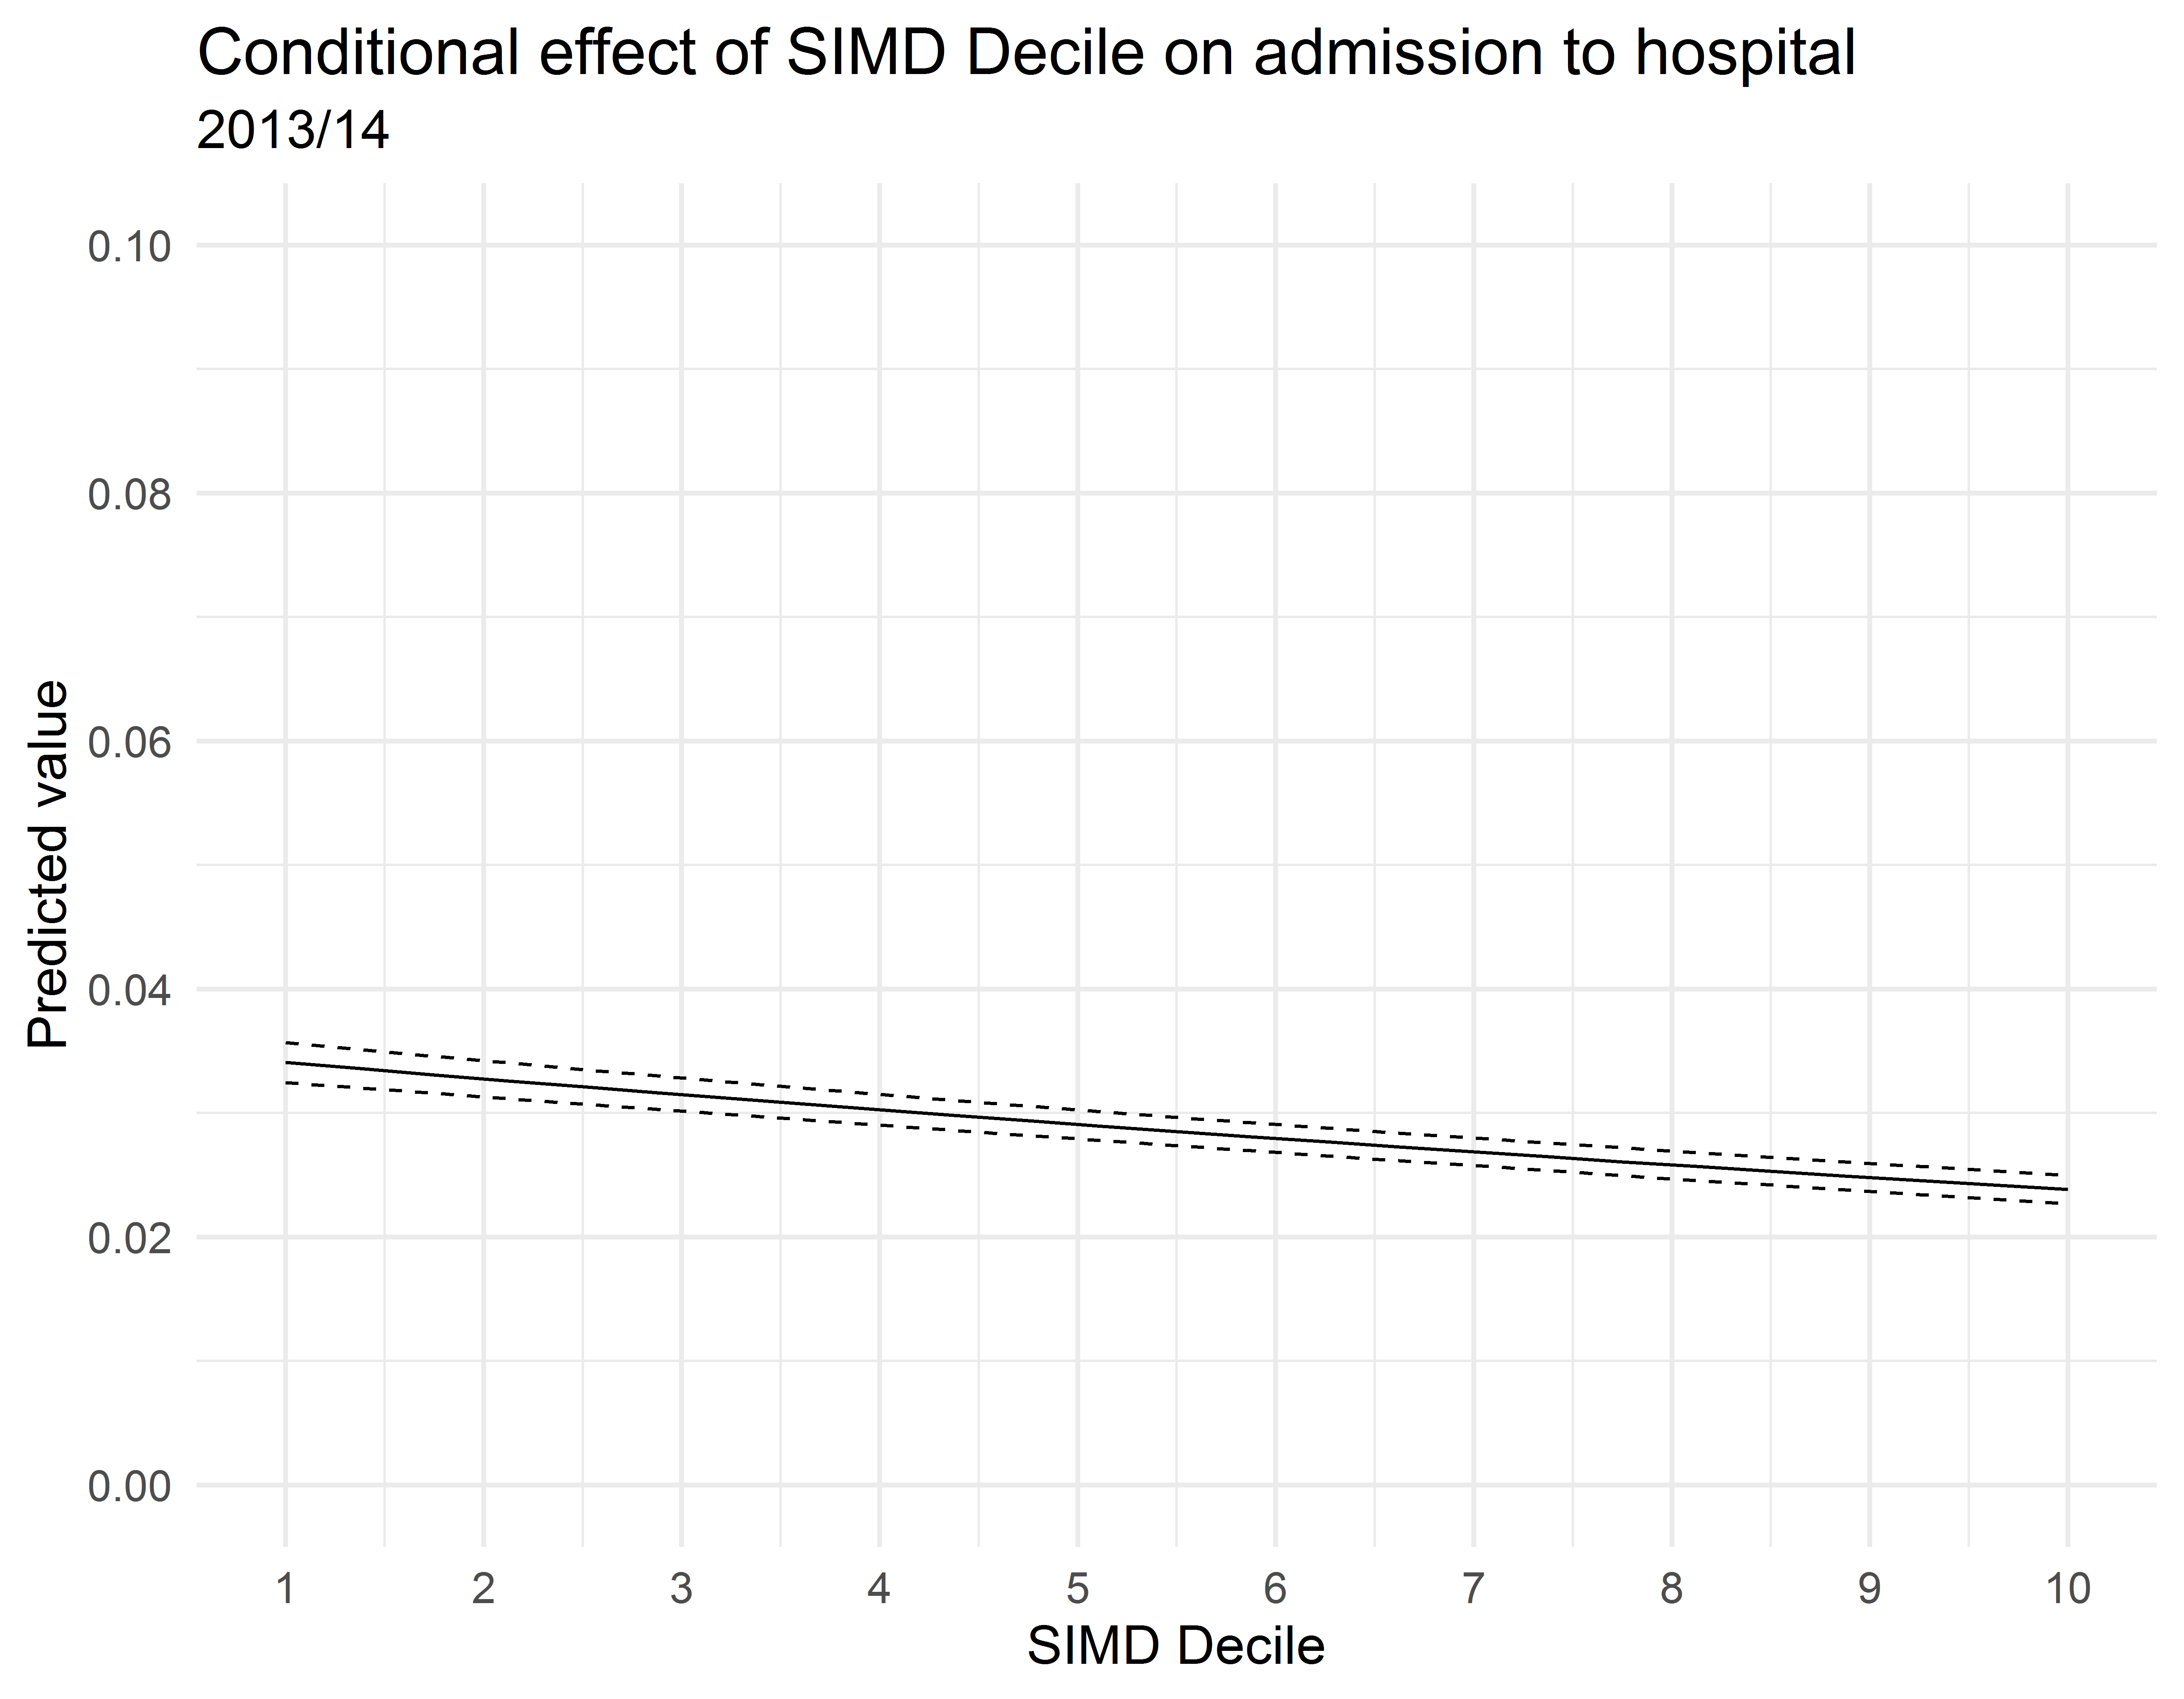 Conditional effect of SIMD Decile on admission to hospital
2013/14
Predicted value
0.10
0.08
0.06
0.04
0.02
0.00
1 2 3 4 5 6 7 8 9 10
SIMD Decile